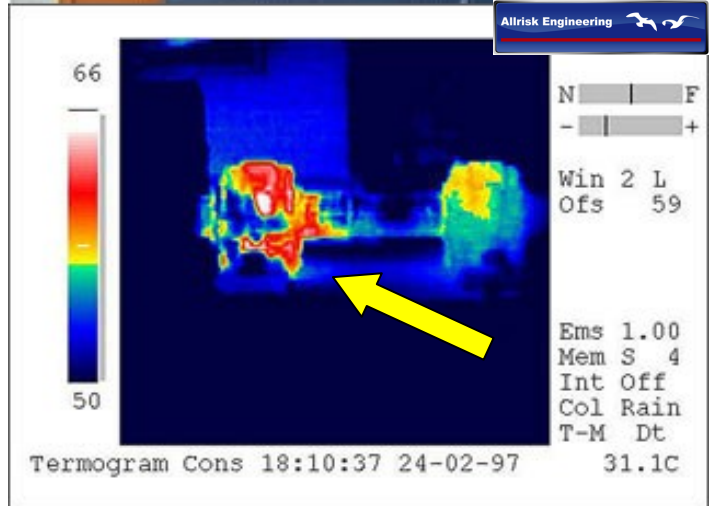 Allrisk Engineering
66
N F
- +
Win 2 L
Ofs 59
Ems 1.00
Mem S 4
50
Int Off
Col Rain
T-M Dt
Termogram Cons 18:10:37 24-02-97 31.1C